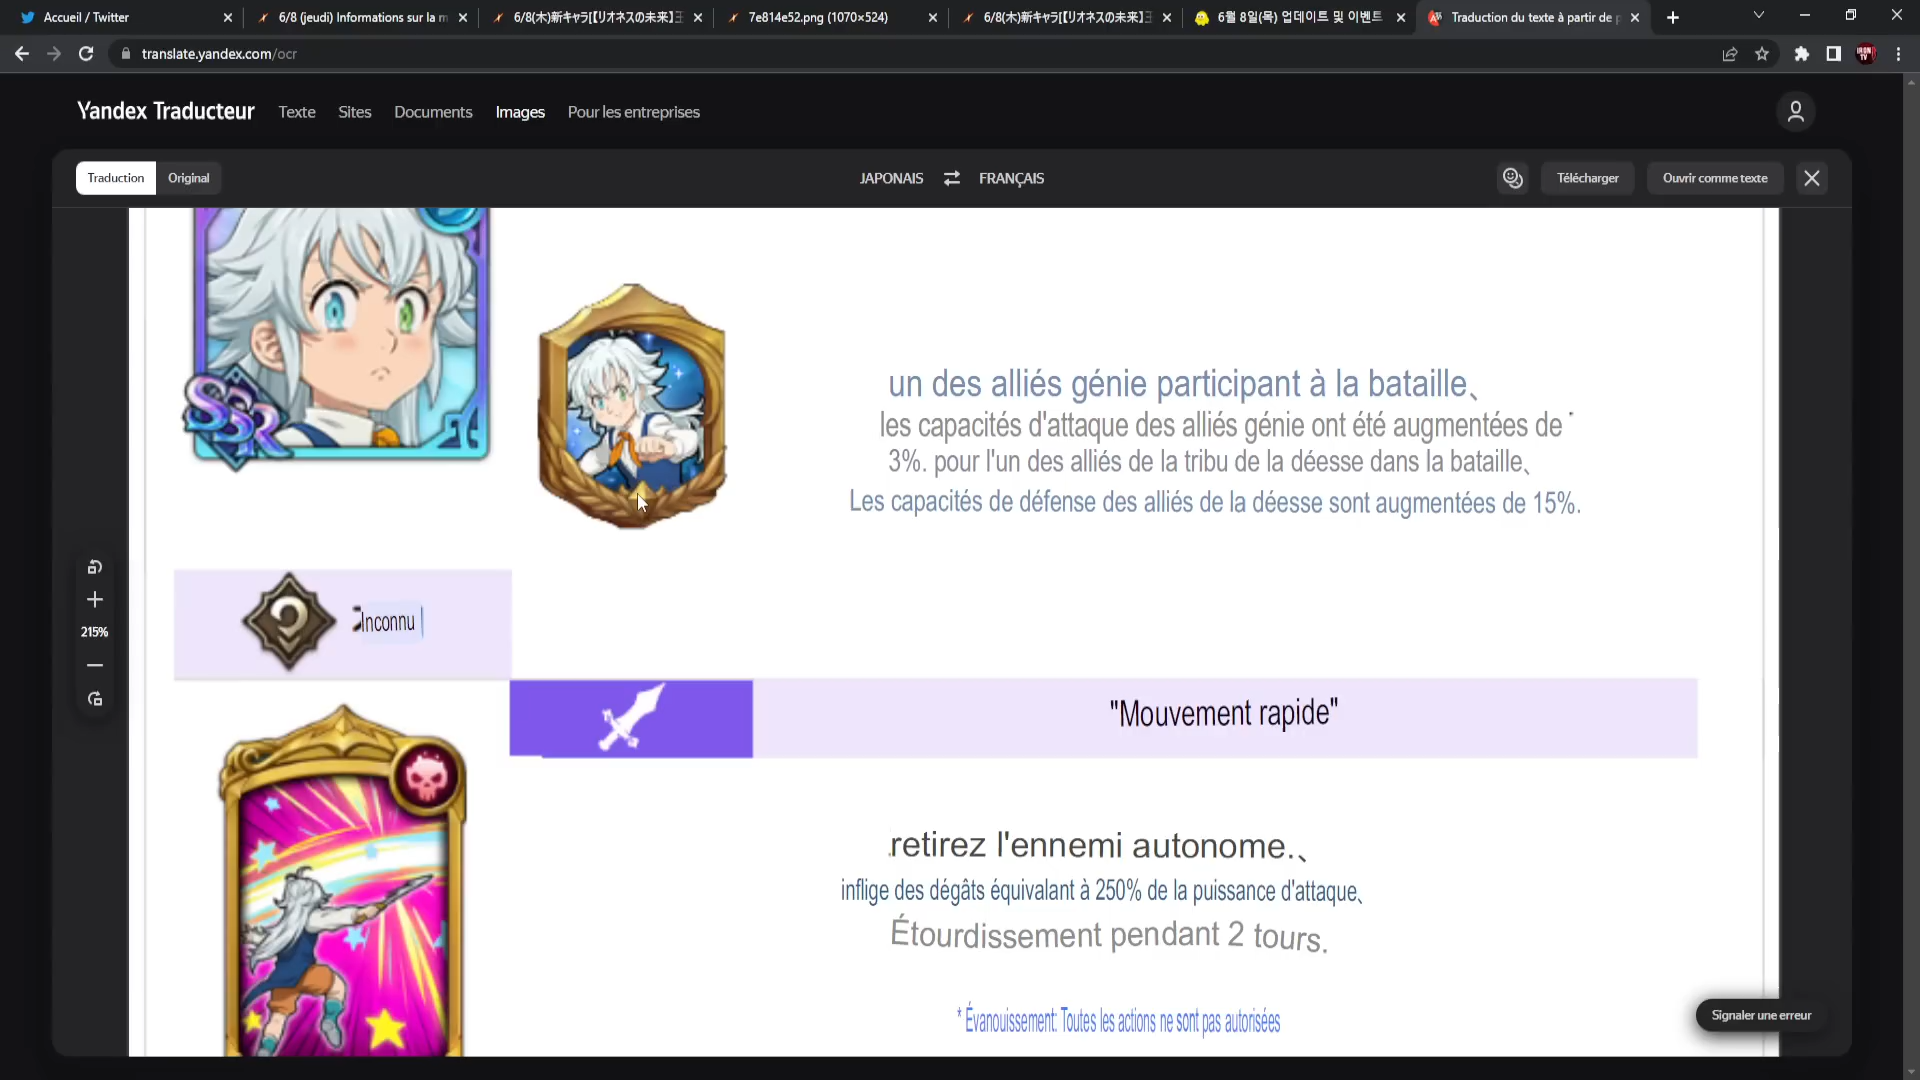 Accueil / Twitter
6/8 (jeudi) Informations sur la m
6/8(木)新キャラ[【リオネスの未来】王
7e814e52.png (1070×524)
6/8(木)新キャラ[【リオネスの未来】王
6월 8일(목) 업데이트 및 이벤트
Traduction du texte à partir de p
translate.yandex.com/ocr
Yandex Traducteur
Texte
Sites
Documents
Images
Pour les entreprises
Traduction
Original
JAPONAIS
FRANÇAIS
Télécharger
Ouvrir comme texte
SSR
un des alliés génie participant à la bataille、
les capacités d'attaque des alliés génie ont été augmentées de
3%. pour l'un des alliés de la tribu de la déesse dans la bataille、
Les capacités de défense des alliés de la déesse sont augmentées de 15%.
Inconnu
215%
"Mouvement rapide"
retirez l'ennemi autonome.、
inflige des dégâts équivalant à 250% de la puissance d'attaque、
Étourdissement pendant 2 tours.
* Évanouissement: Toutes les actions ne sont pas autorisées
Signaler une erreur